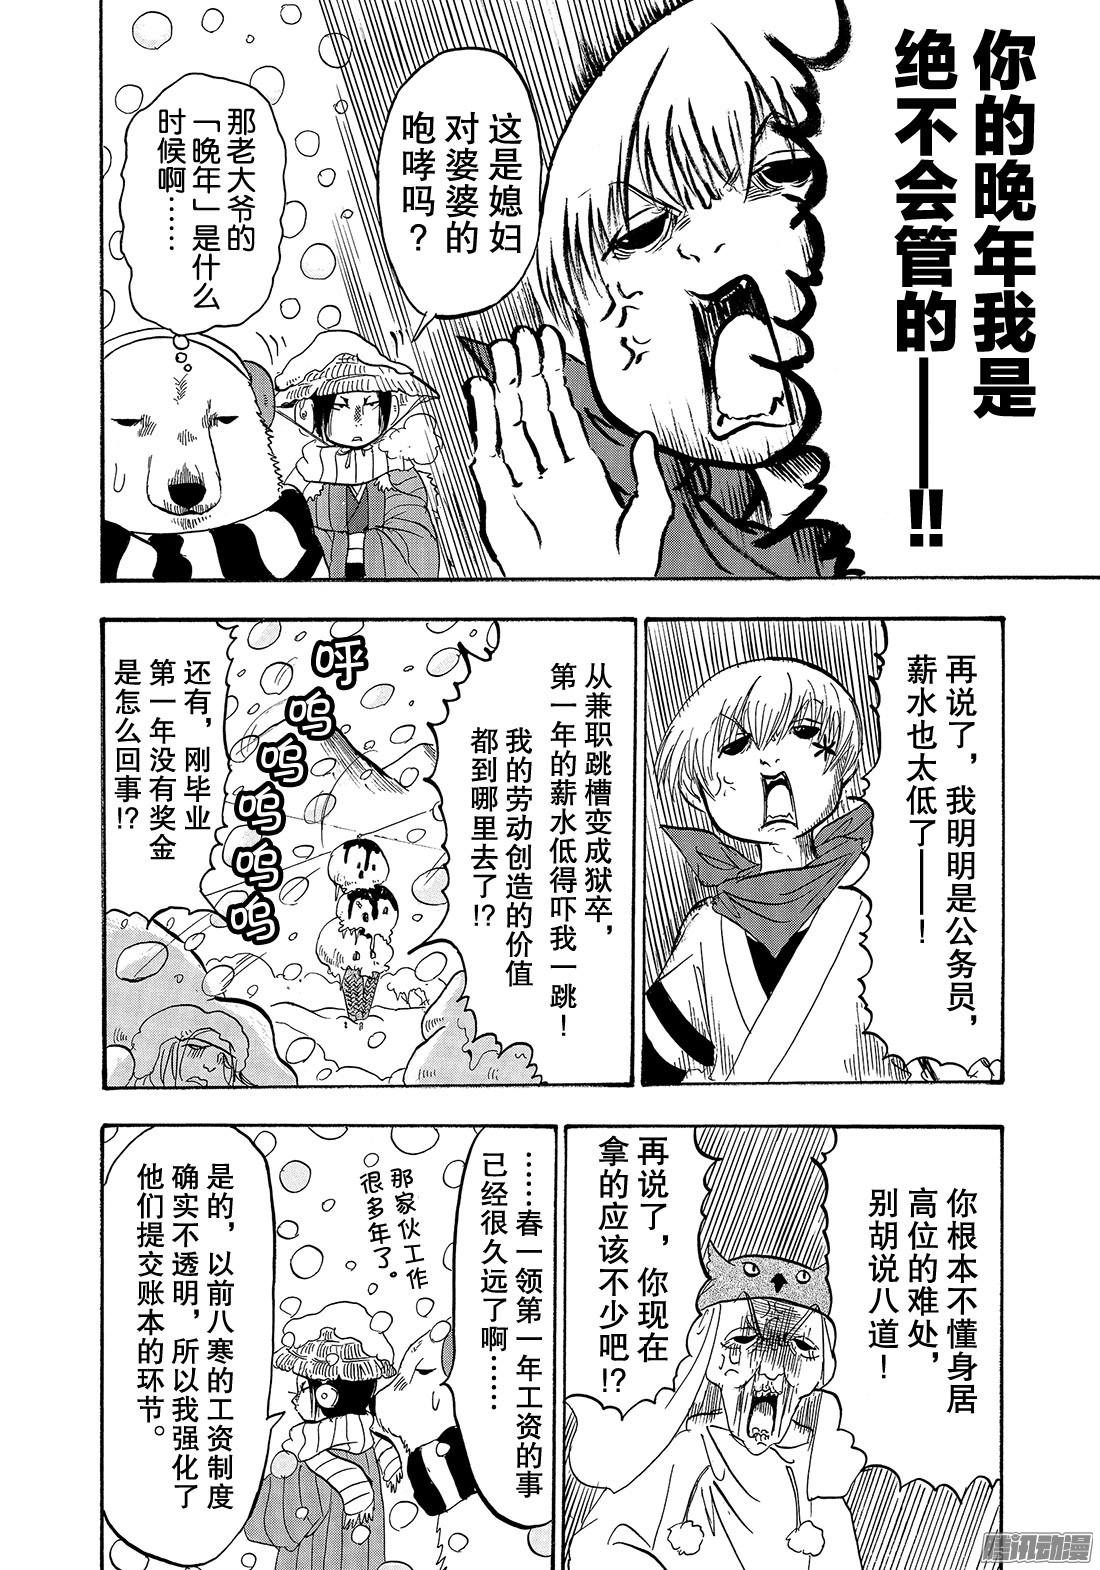 你的晚年我是
绝不会管的——!!
这是媳妇
对婆婆的
咆哮吗？
那老大爷的
「晚年」是什么
时候啊……
再说了，我明明是公务员，
薪水也太低了——！
从兼职跳槽变成狱卒，
第一年的薪水低得吓我一跳！
我的劳动创造的价值
都到哪里去了!?
呼呜呜呜呜呜
还有，刚毕业
第一年没有奖金
是怎么回事!?
你根本不懂身居
高位的难处，
别胡说八道！
再说了，你现在
拿的应该不少吧!?
……春一领第一年工资的事
已经很久远了啊……
那家伙工作
很多年了。
是的，以前八寒的工资制度
确实不透明，所以我强化了
他们提交账本的环节。
腾讯动漫